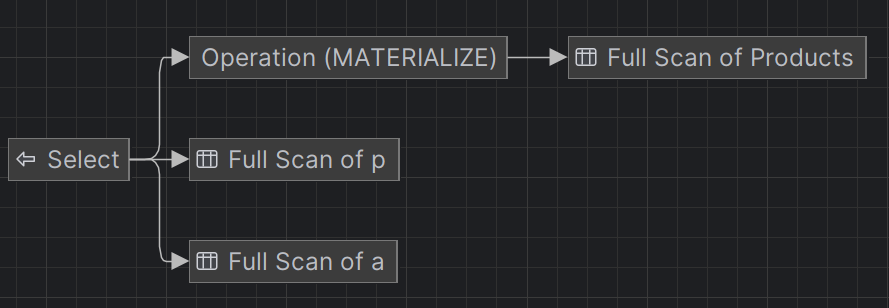 Operation (MATERIALIZE)
Full Scan of Products
Select
Full Scan of p
Full Scan of a